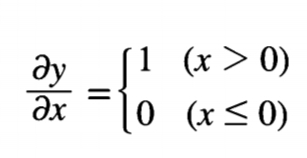 ∂y/∂x = { 1 (x > 0)
0 (x ≤ 0)